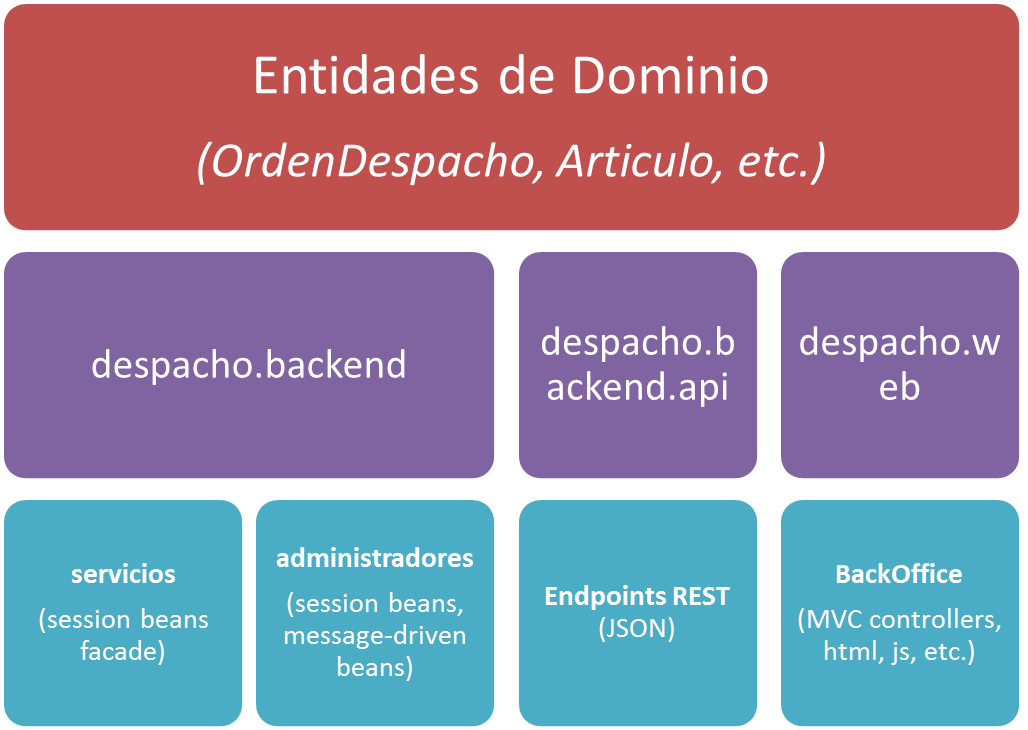 Entidades de Dominio
(OrdenDespacho, Articulo, etc.)
despacho.backend
despacho.b
ackend.api
despacho.w
eb
servicios
(session beans
facade)
administradores
(session beans,
message-driven
beans)
Endpoints REST
(JSON)
BackOffice
(MVC controllers,
html, js, etc.)